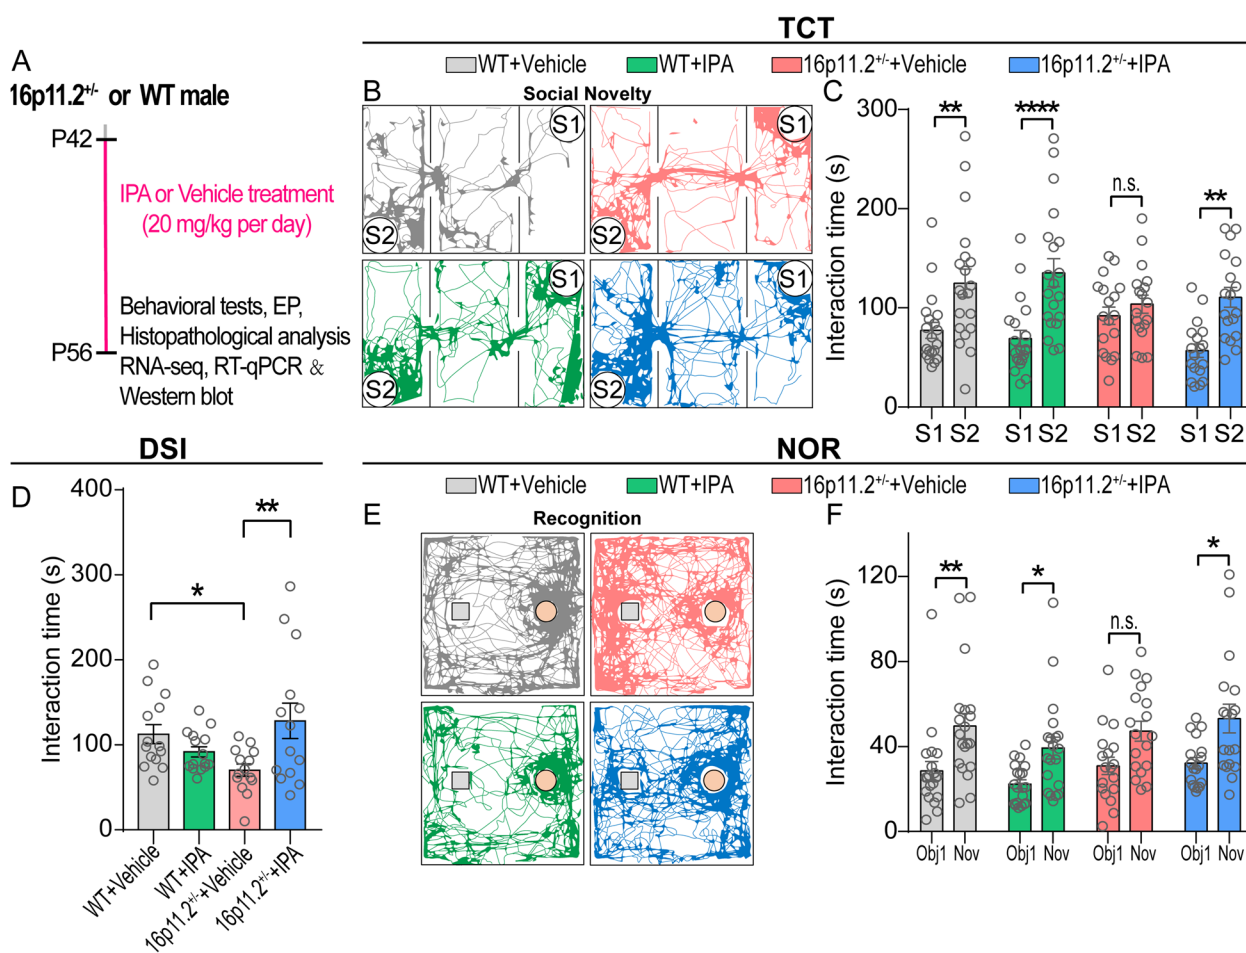 TCT
WT+Vehicle WT+IPA 16p11.2+/-+Vehicle 16p11.2+/-+IPA
A
16p11.2+/- or WT male
P42
IPA or Vehicle treatment
(20 mg/kg per day)
Behavioral tests, EP,
Histopathological analysis
RNA-seq, RT-qPCR &
Western blot
P56
B
Social Novelty
S1
S2
S1
S2
S1
S2
S1
S2
C
Interaction time (s)
300
200
100
0
** **** n.s. **
S1 S2 S1 S2 S1 S2 S1 S2
DSI
D
Interaction time (s)
400
300
200
100
0
**
*
WT+Vehicle
WT+IPA
16p11.2+/-+Vehicle
16p11.2+/-+IPA
NOR
WT+Vehicle WT+IPA 16p11.2+/-+Vehicle 16p11.2+/-+IPA
E
Recognition
F
Interaction time (s)
120
80
40
0
** * n.s. *
Obj1 Nov Obj1 Nov Obj1 Nov Obj1 Nov